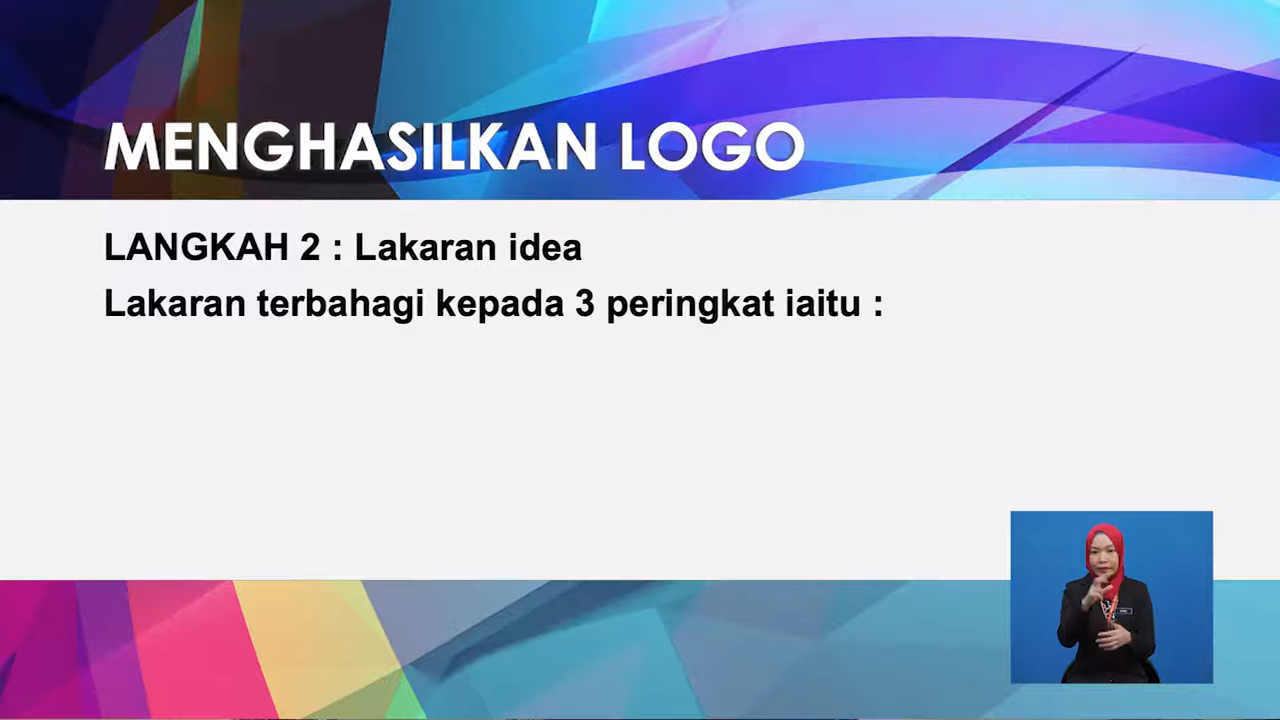 MENGHASILKAN LOGO
LANGKAH 2 : Lakaran idea
Lakaran terbahagi kepada 3 peringkat iaitu :